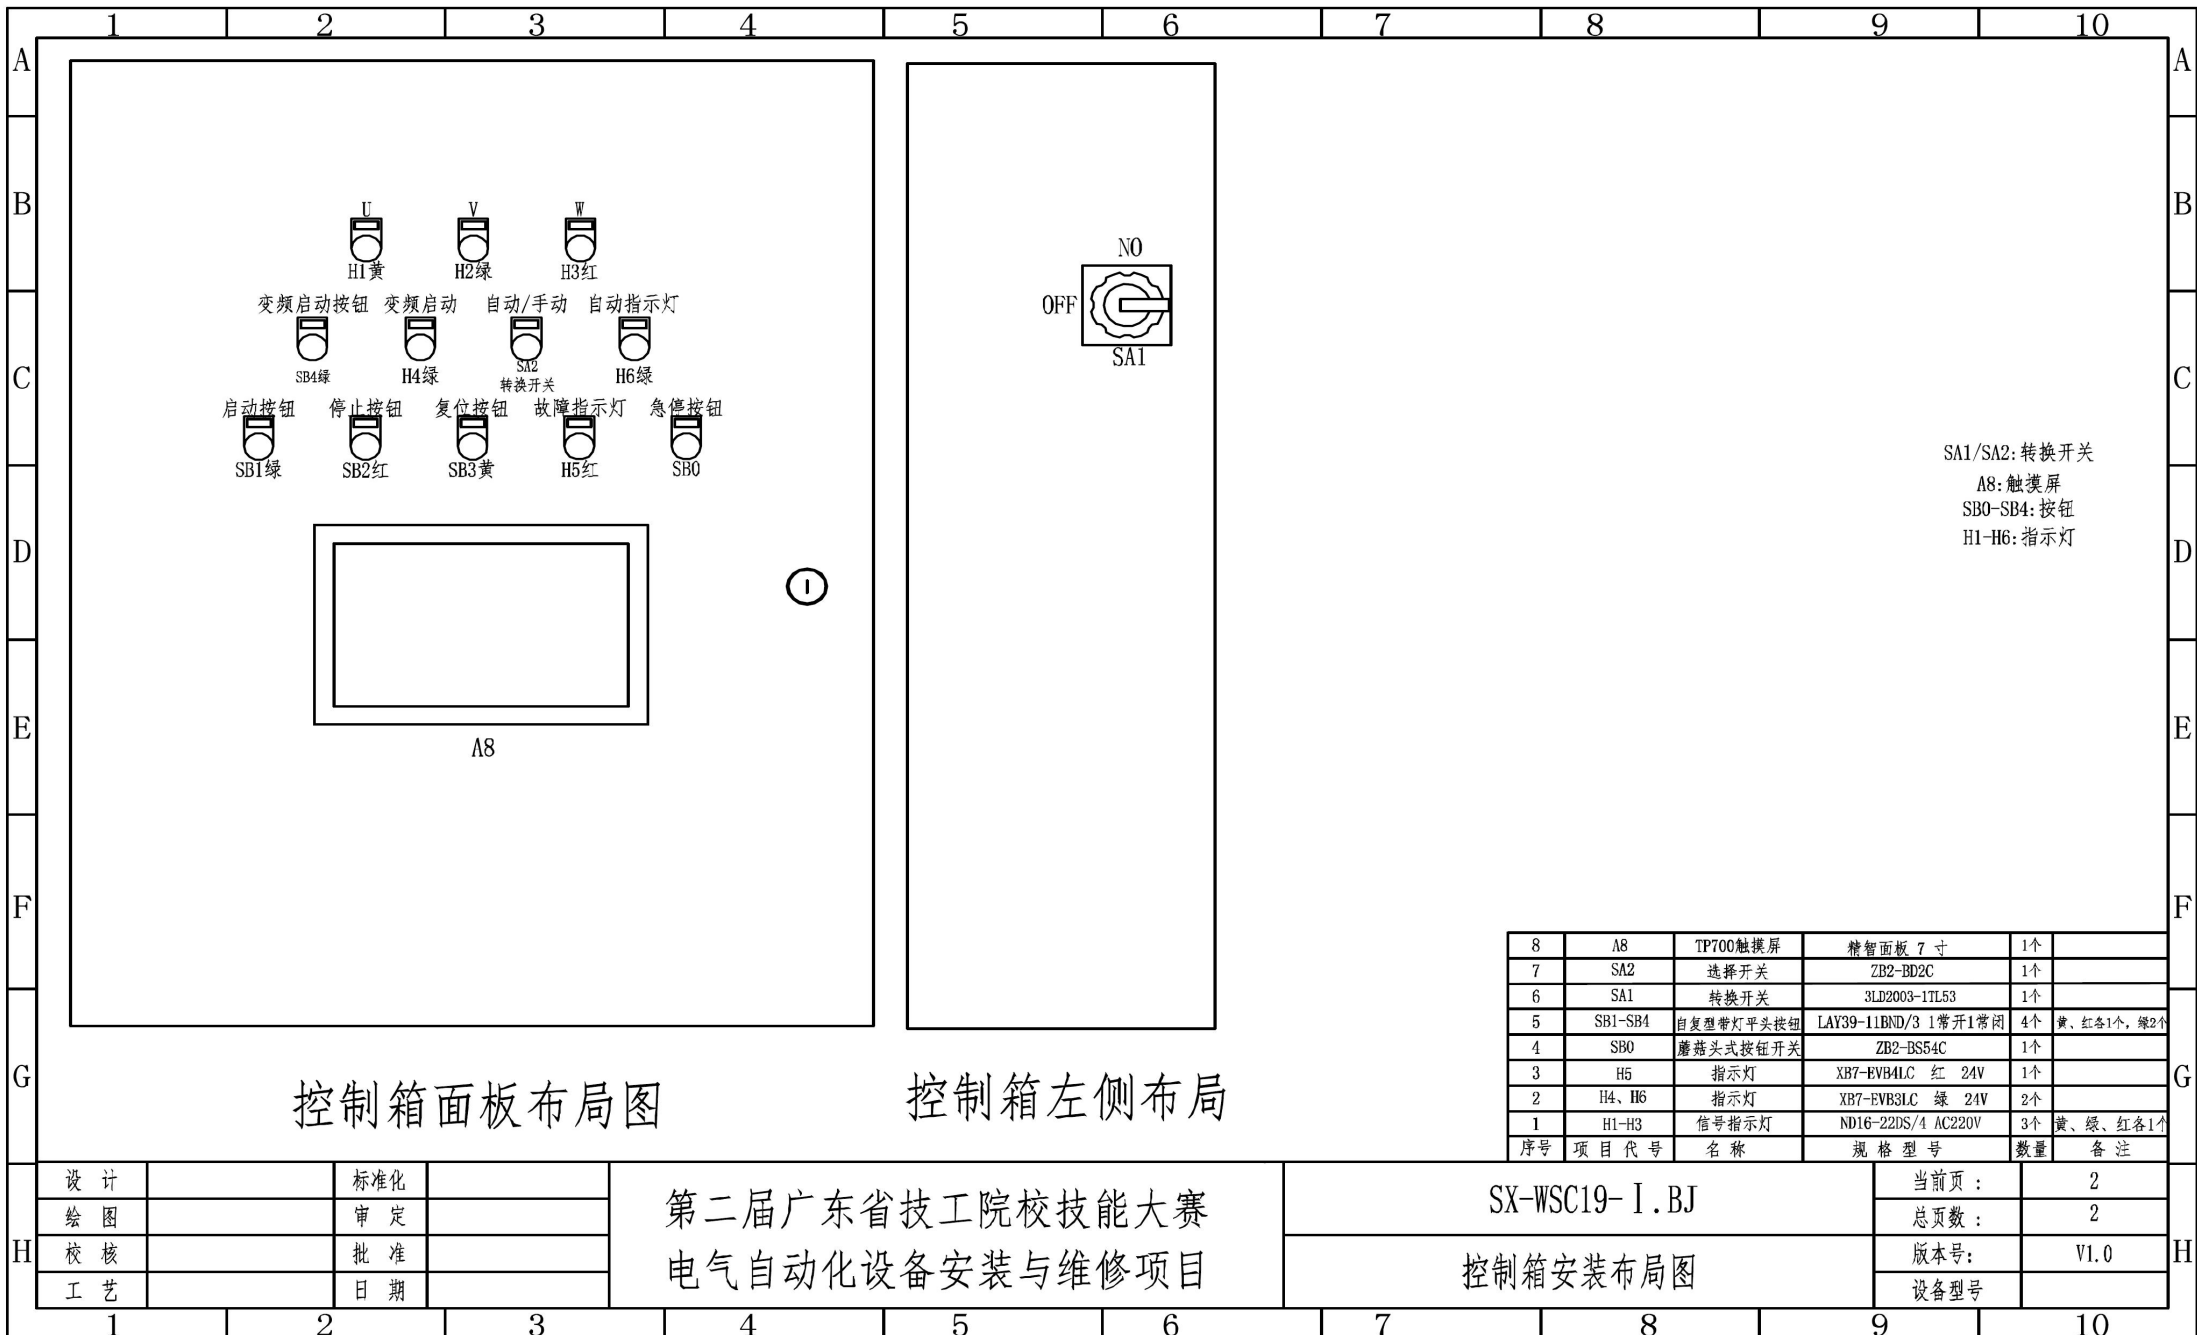 1 2 3 4 5 6 7 8 9 10
A A
B B
C C
D D
E E
F F
G G
H H
U V W
H1黄 H2绿 H3红
变频启动按钮 变频启动 自动/手动 自动指示灯
SB4绿 H4绿 SA2 H6绿
转换开关
启动按钮 停止按钮 复位按钮 故障指示灯 急停按钮
SB1绿 SB2红 SB3黄 H5红 SB0
A8
控制箱面板布局图
NO
OFF
SA1
控制箱左侧布局
SA1/SA2:转换开关
A8:触摸屏
SB0-SB4:按钮
H1-H6:指示灯
8 A8 TP700触摸屏 精智面板 7 寸 1个
7 SA2 选择开关 ZB2-BD2C 1个
6 SA1 转换开关 3LD2003-1TL53 1个
5 SB1-SB4 自复型带灯平头按钮 LAY39-11BND/3 1常开1常闭 4个 黄、红各1个,绿2个
4 SB0 蘑菇头式按钮开关 ZB2-BS54C 1个
3 H5 指示灯 XB7-EVB4LC 红 24V 1个
2 H4、H6 指示灯 XB7-EVB3LC 绿 24V 2个
1 H1-H3 信号指示灯 ND16-22DS/4 AC220V 3个 黄、绿、红各1个
序号 项目代号 名称 规格型号 数量 备注
设计 标准化
绘图 审定
校核 批准
工艺 日期
第二届广东省技工院校技能大赛
电气自动化设备安装与维修项目
SX-WSC19-Ⅰ.BJ
控制箱安装布局图
当前页: 2
总页数: 2
版本号: V1.0
设备型号
1 2 3 4 5 6 7 8 9 10